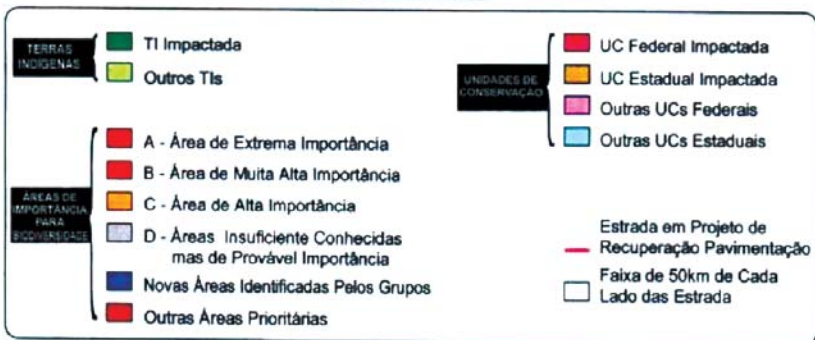 TERRAS
INDÍGENAS
TI Impactada
Outros TIs
ÁREAS DE
IMPORTÂNCIA
PARA
BIODIVERSIDADE
A - Área de Extrema Importância
B - Área de Muita Alta Importância
C - Área de Alta Importância
D - Áreas Insuficiente Conhecidas
mas de Provável Importância
Novas Áreas Identificadas Pelos Grupos
Outras Áreas Prioritárias
UNIDADES DE
CONSERVAÇÃO
UC Federal Impactada
UC Estadual Impactada
Outras UCs Federais
Outras UCs Estaduais
Estrada em Projeto de
Recuperação Pavimentação
Faixa de 50km de Cada
Lado das Estrada